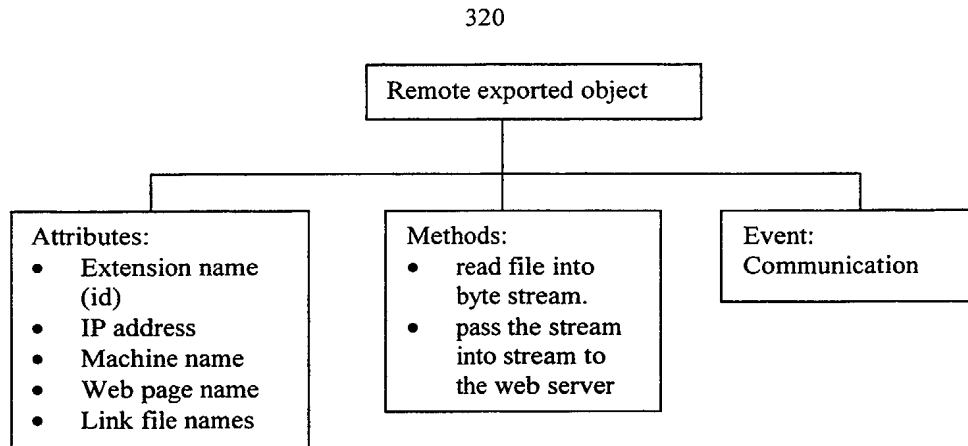 320
Remote exported object
Attributes:
• Extension name
(id)
• IP address
• Machine name
• Web page name
• Link file names
Methods:
• read file into
byte stream.
• pass the stream
into stream to
the web server
Event:
Communication